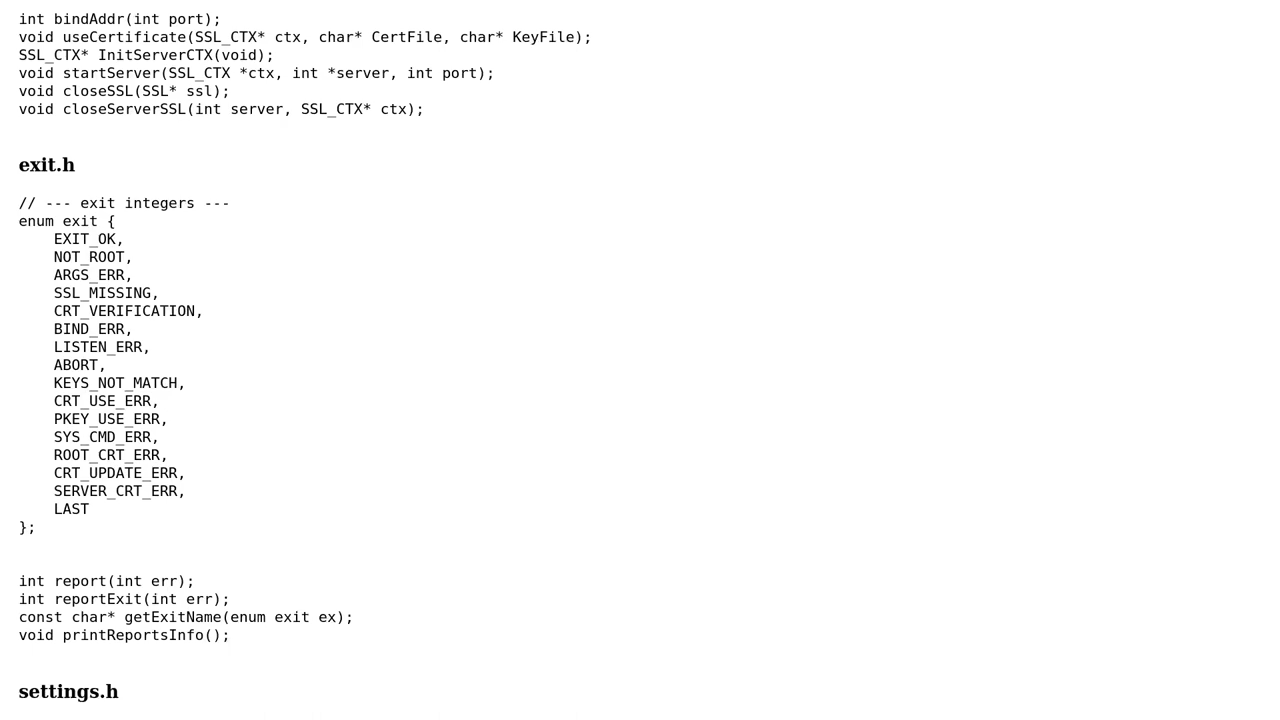 int bindAddr(int port);
void useCertificate(SSL_CTX* ctx, char* CertFile, char* KeyFile);
SSL_CTX* InitServerCTX(void);
void startServer(SSL_CTX *ctx, int *server, int port);
void closeSSL(SSL* ssl);
void closeServerSSL(int server, SSL_CTX* ctx);
exit.h
// --- exit integers ---
enum exit {
    EXIT_OK,
    NOT_ROOT,
    ARGS_ERR,
    SSL_MISSING,
    CRT_VERIFICATION,
    BIND_ERR,
    LISTEN_ERR,
    ABORT,
    KEYS_NOT_MATCH,
    CRT_USE_ERR,
    PKEY_USE_ERR,
    SYS_CMD_ERR,
    ROOT_CRT_ERR,
    CRT_UPDATE_ERR,
    SERVER_CRT_ERR,
    LAST
};
int report(int err);
int reportExit(int err);
const char* getExitName(enum exit ex);
void printReportsInfo();
settings.h